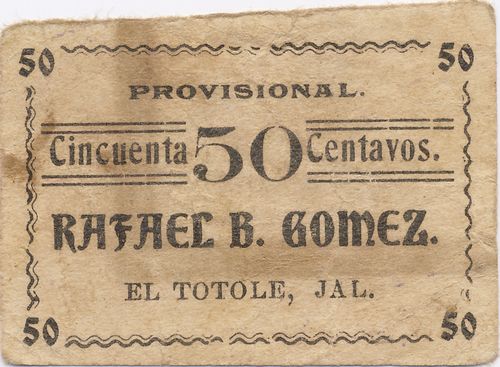 50 50
PROVISIONAL.
Cincuenta 50 Centavos.
RAFAEL B. GOMEZ.
EL TOTOLE, JAL.
50 50